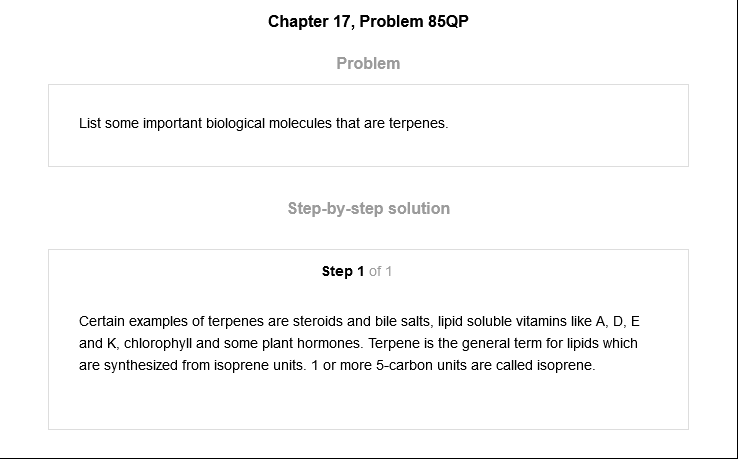 Chapter 17, Problem 85QP
Problem
List some important biological molecules that are terpenes.
Step-by-step solution
Step 1 of 1
Certain examples of terpenes are steroids and bile salts, lipid soluble vitamins like A, D, E
and K, chlorophyll and some plant hormones. Terpene is the general term for lipids which
are synthesized from isoprene units. 1 or more 5-carbon units are called isoprene.